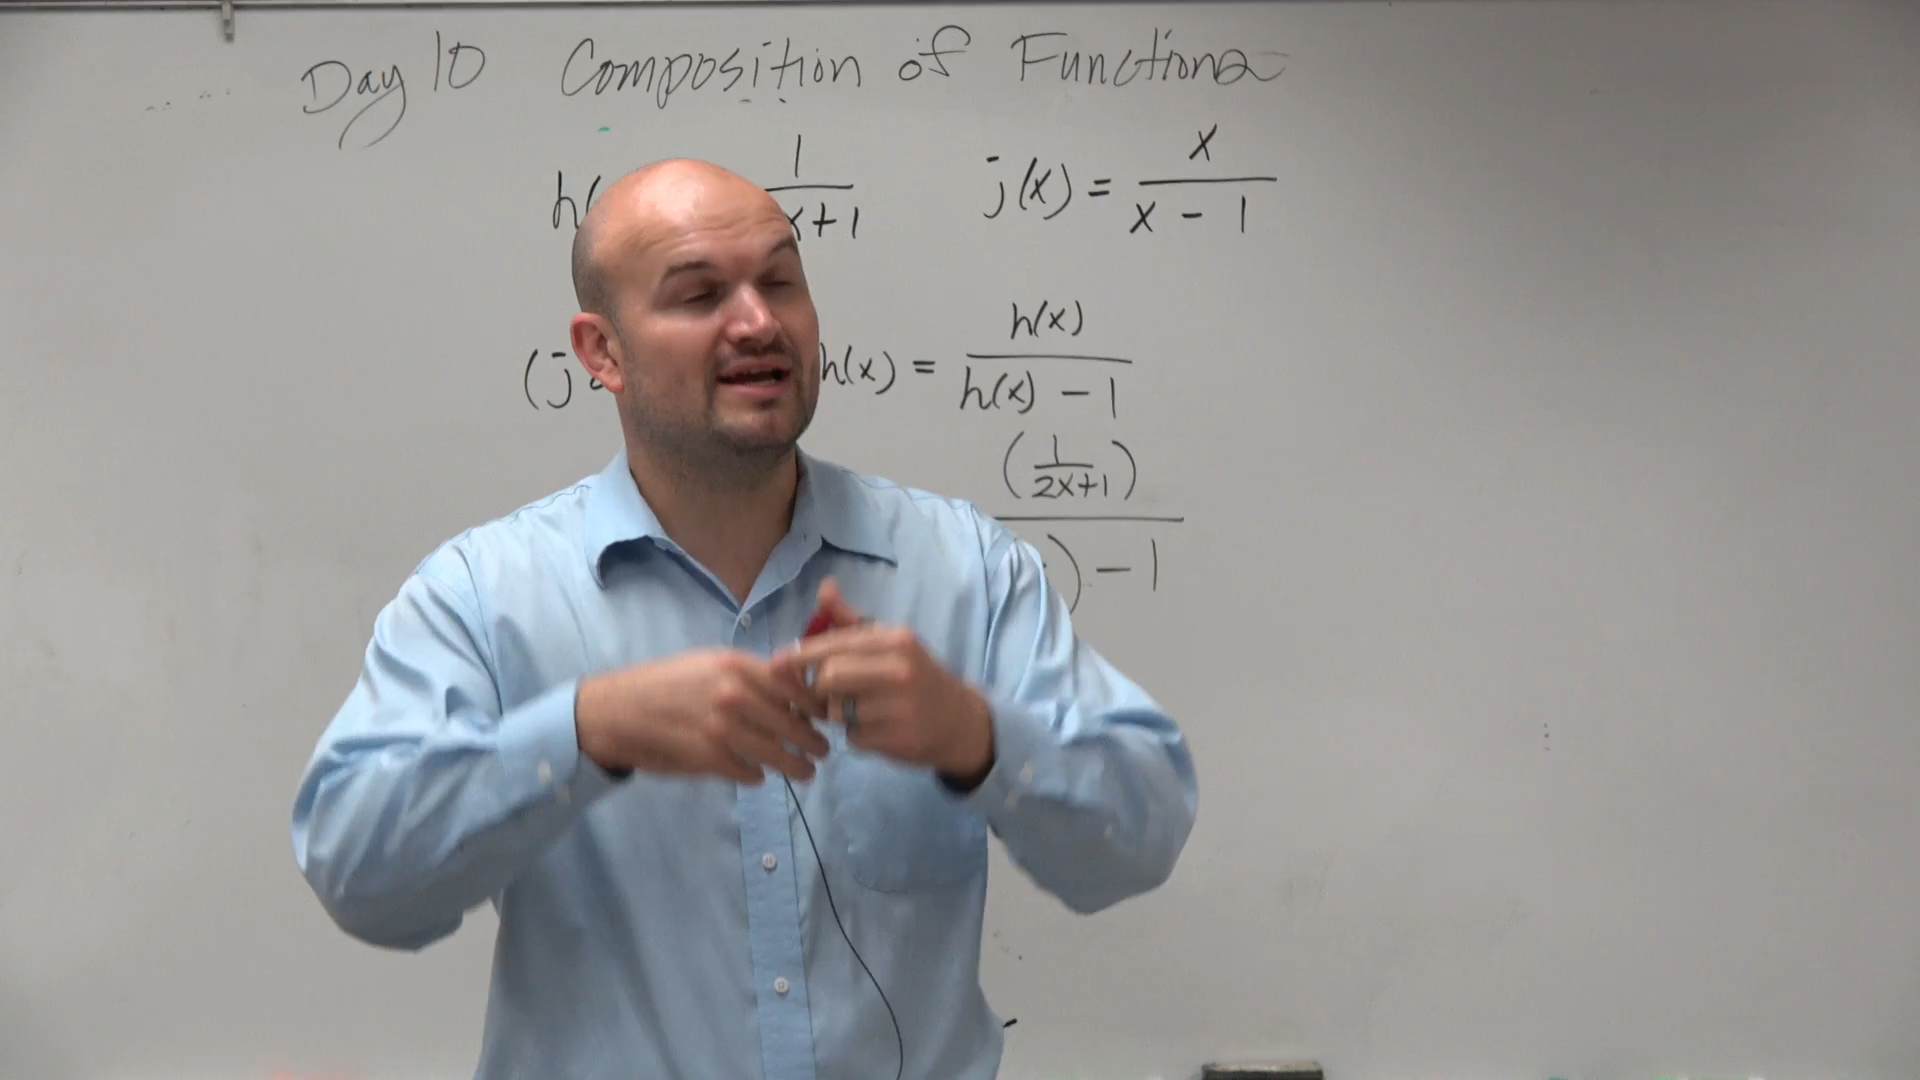 Day 10 Composition of Functions
h( 1/x+1 j(x) = x/x - 1
(j h(x) = h(x)/h(x) - 1
(1/2x+1)
) - 1